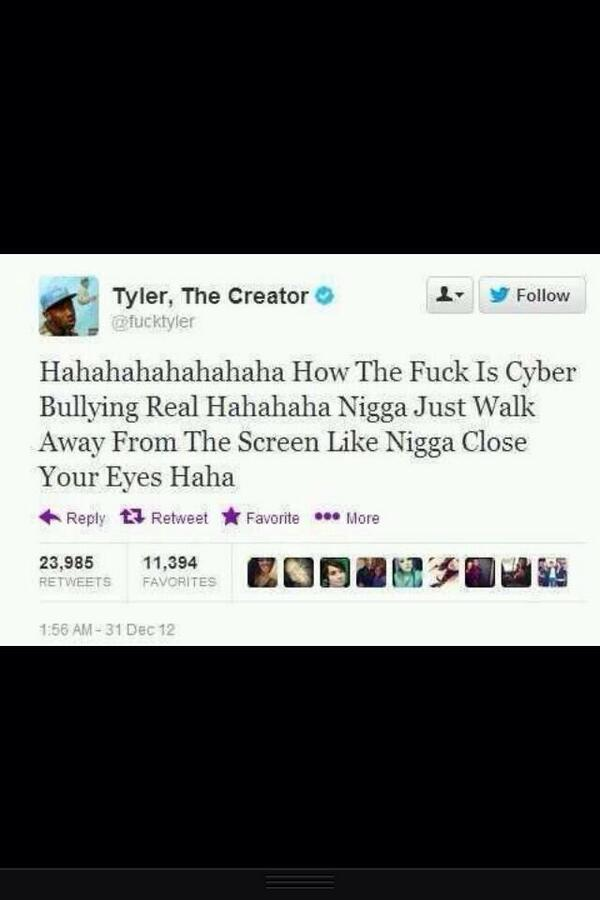 Tyler, The Creator
Follow
@fucktyler
Hahahahahahahaha How The Fuck Is Cyber
Bullying Real Hahahaha Nigga Just Walk
Away From The Screen Like Nigga Close
Your Eyes Haha
Reply Retweet Favorite More
23,985 11,394
RETWEETS FAVORITES
1:56 AM - 31 Dec 12